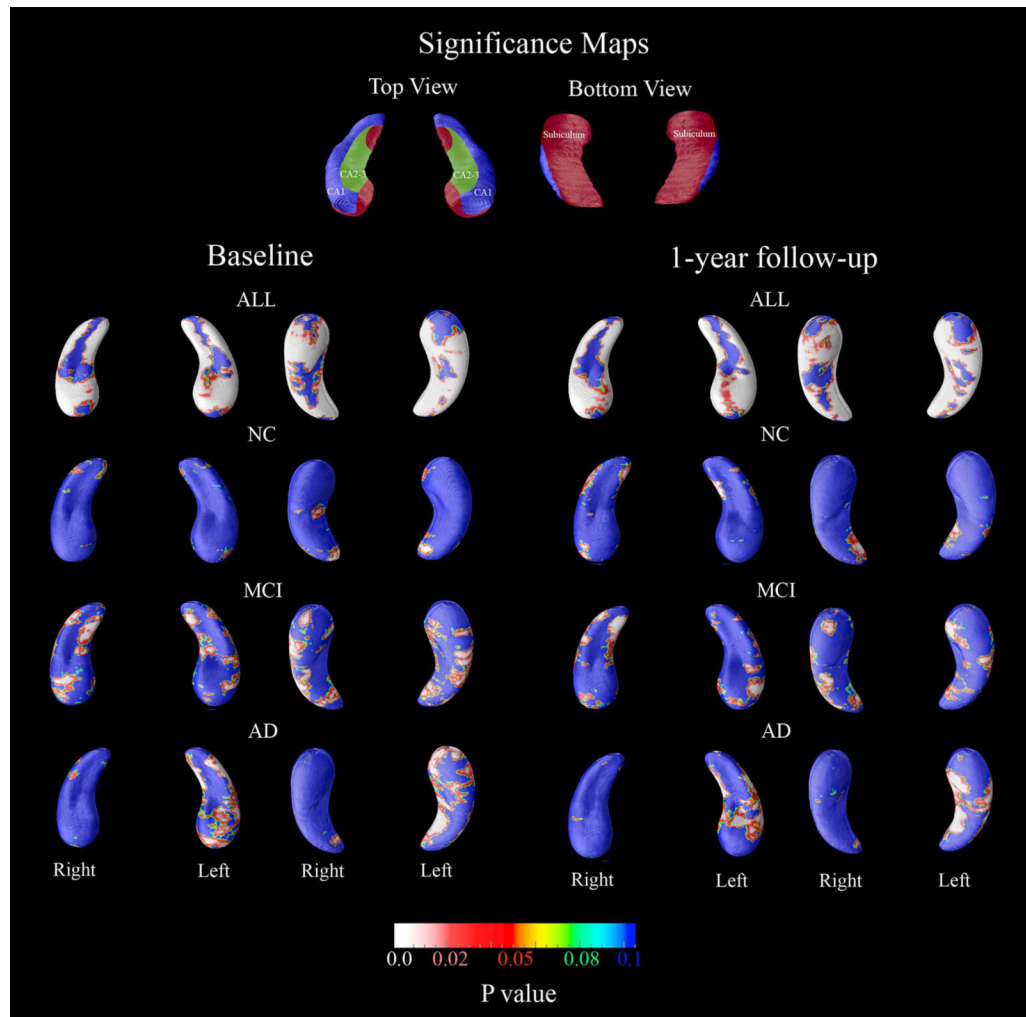 Significance Maps
Top View Bottom View
Subiculum Subiculum
CA2-3 CA2-3
CA1 CA1
Baseline 1-year follow-up
ALL ALL
NC NC
MCI MCI
AD AD
Right Left Right Left Right Left Right Left
0.0 0.02 0.05 0.08 0.1
P value